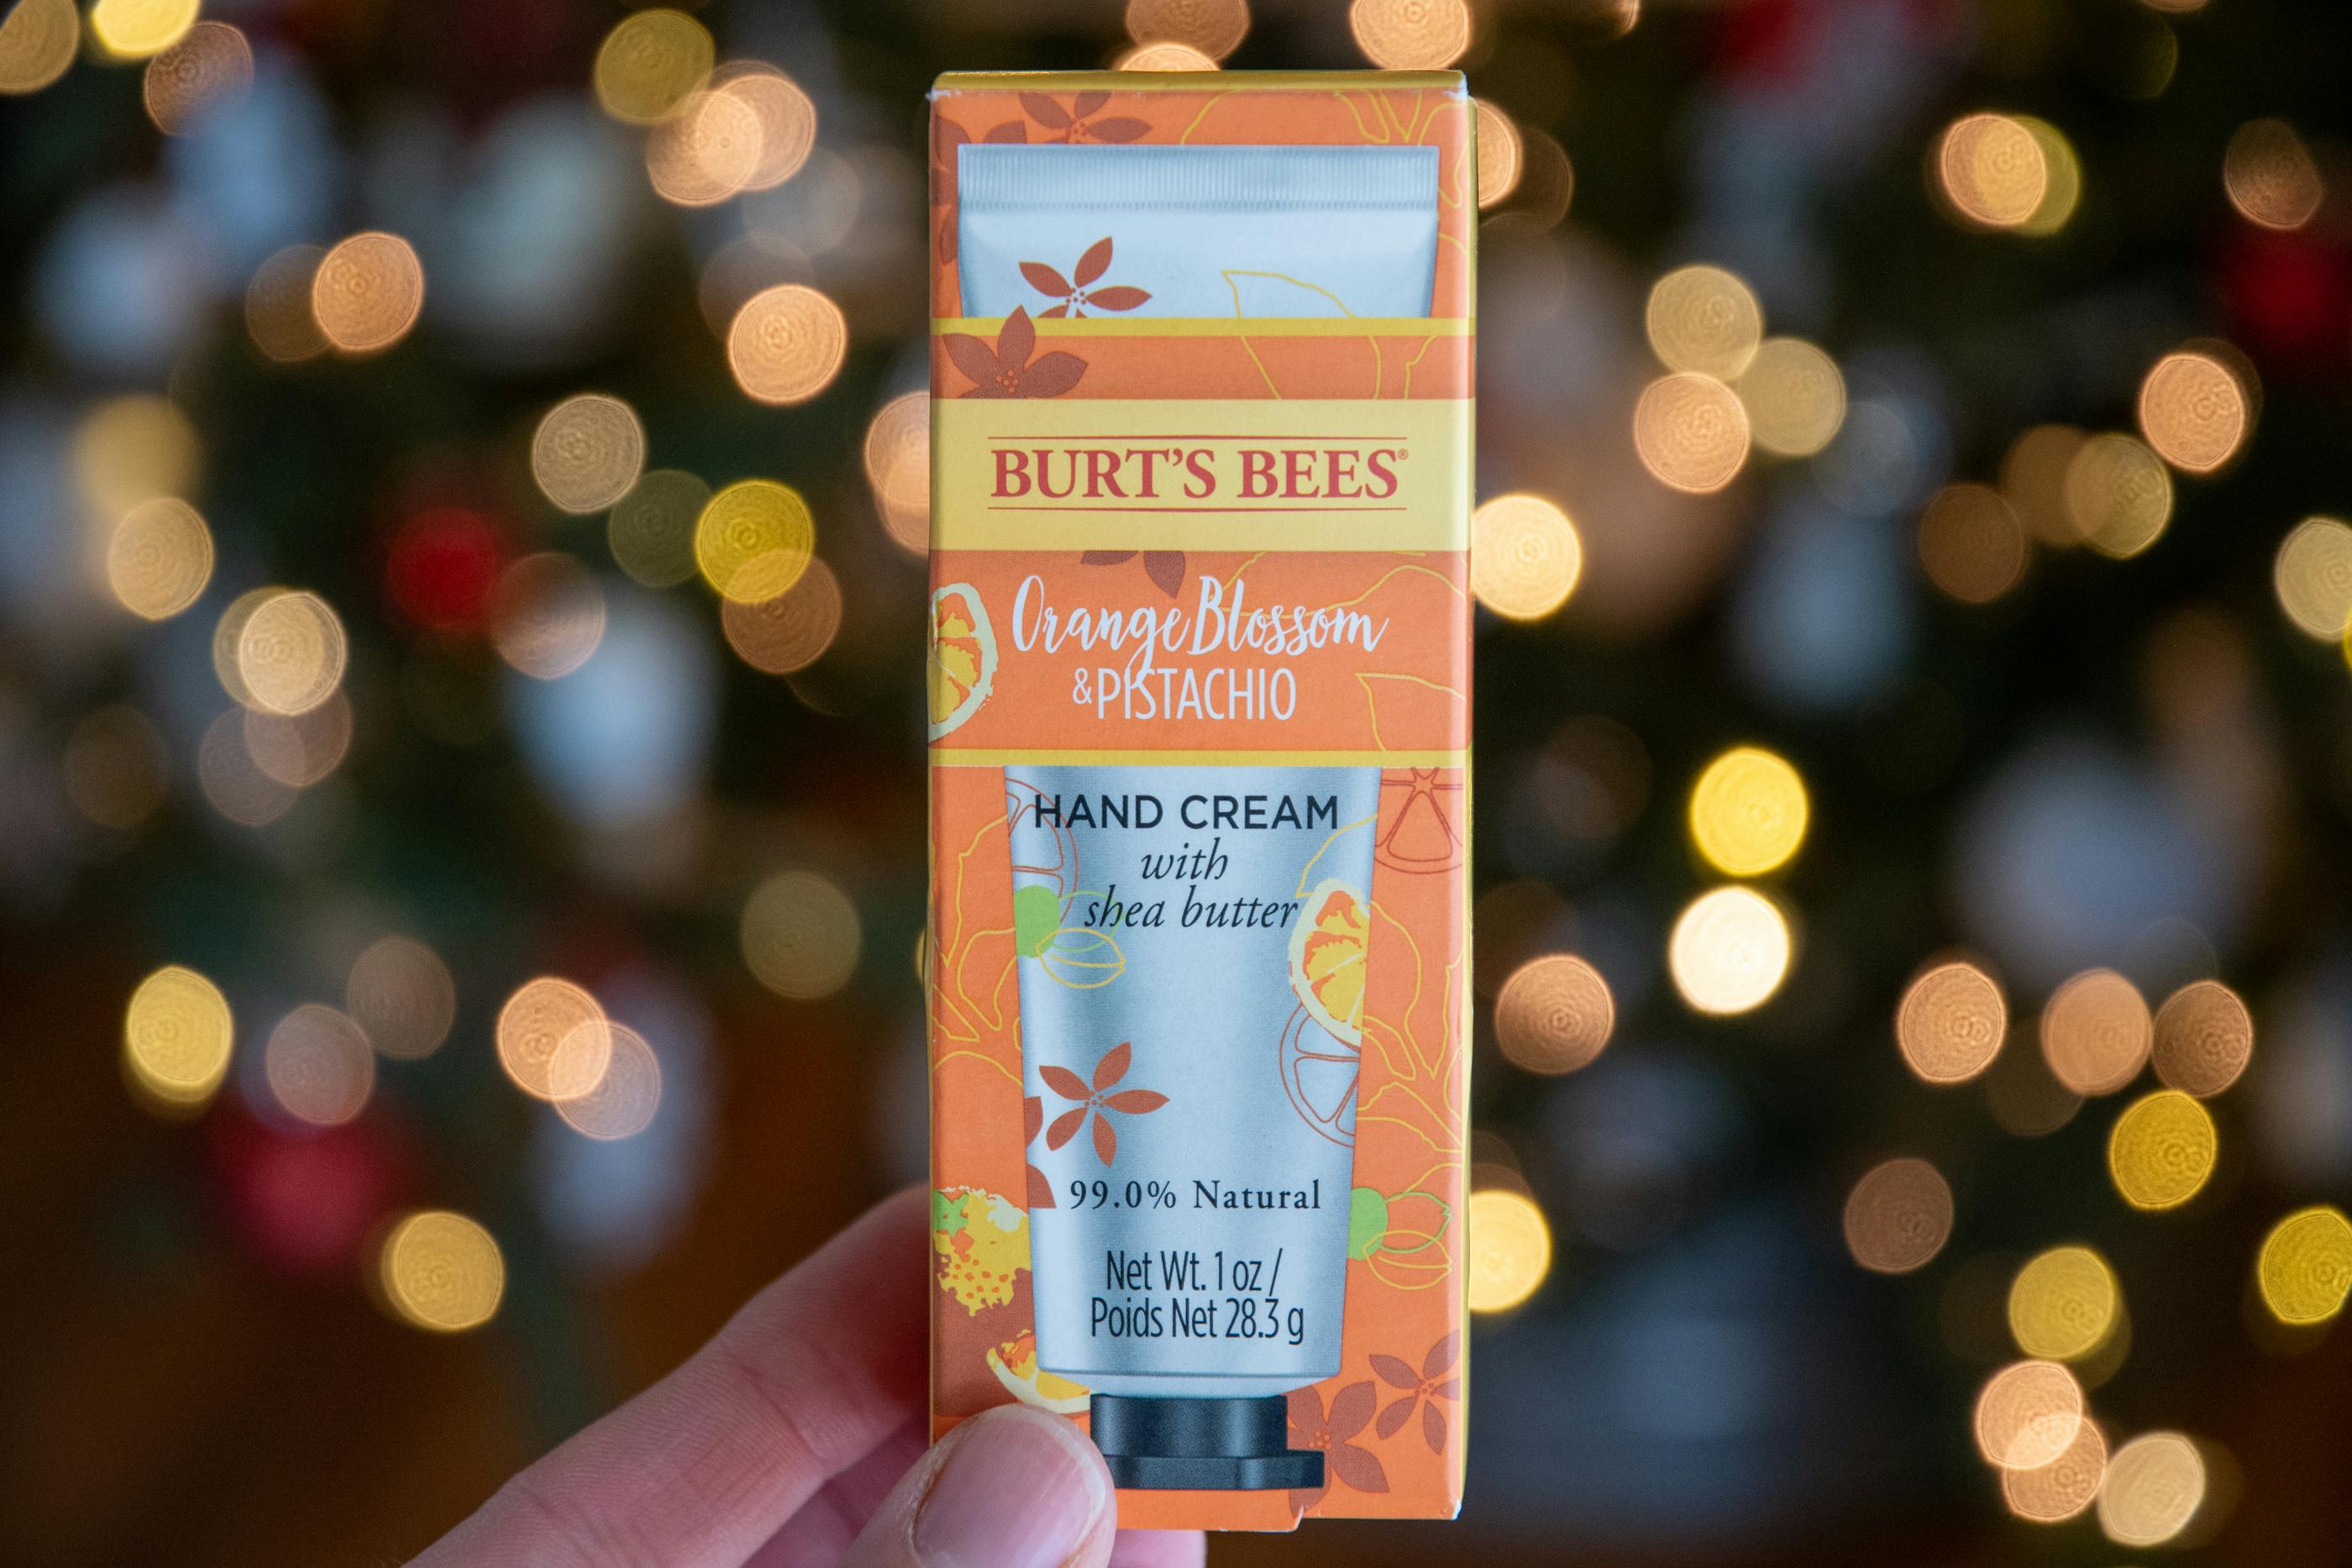 BURT'S BEES®
Orange Blossom
& PISTACHIO
HAND CREAM
with
shea butter
99.0% Natural
Net Wt. 1 oz /
Poids Net 28.3 g